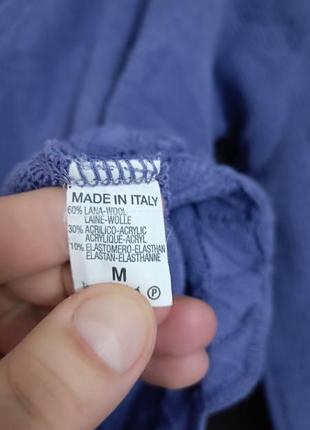 MADE IN ITALY
60% LANA-WOOL
LAINE-WOLLE
30% ACRILICO-ACRYLIC
ACRYLIQUE-ACRYL
10% ELASTOMERO-ELASTHAN
ELASTAN-ELASTHANNE
M
P